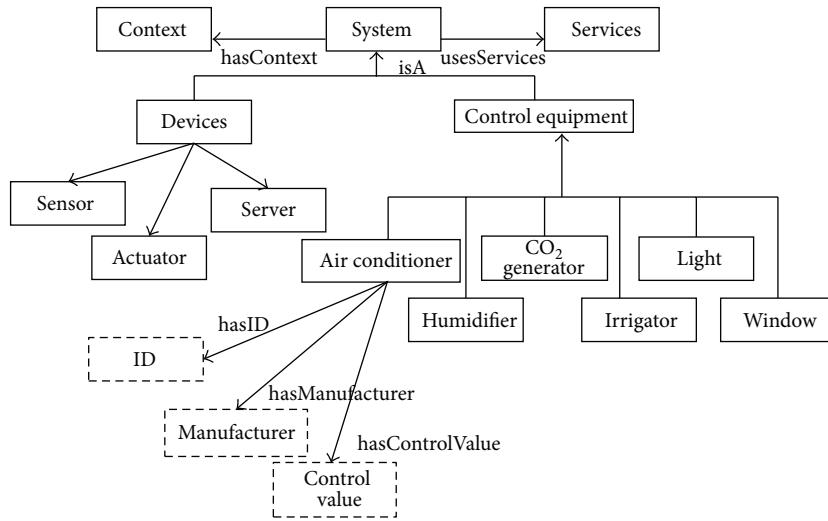 Context
System
Services
hasContext
usesServices
isA
Devices
Control equipment
Sensor
Server
Actuator
Air conditioner
CO₂
generator
Light
Humidifier
Irrigator
Window
hasID
ID
hasManufacturer
Manufacturer
hasControlValue
Control
value